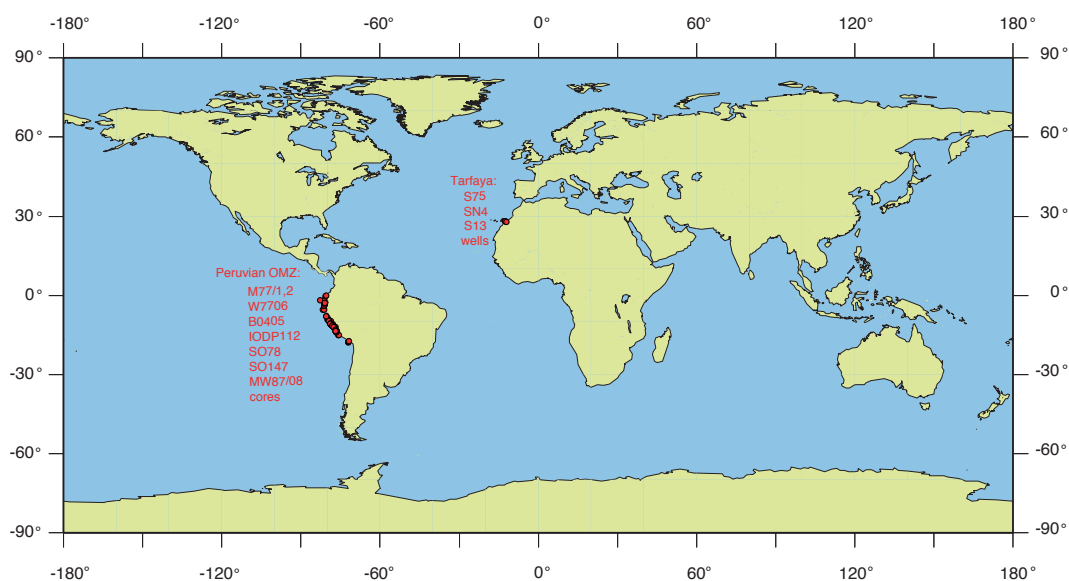 -180° -120° -60° 0° 60° 120° 180°
90° 90°
60° 60°
Tarfaya:
S75
SN4
30° 30°
S13
wells
Peruvian OMZ:
M77/1,2
0° 0°
W7706
B0405
IODP112
SO78
SO147
-30° -30°
MW87/08
cores
-60° -60°
-90° -90°
-180° -120° -60° 0° 60° 120° 180°